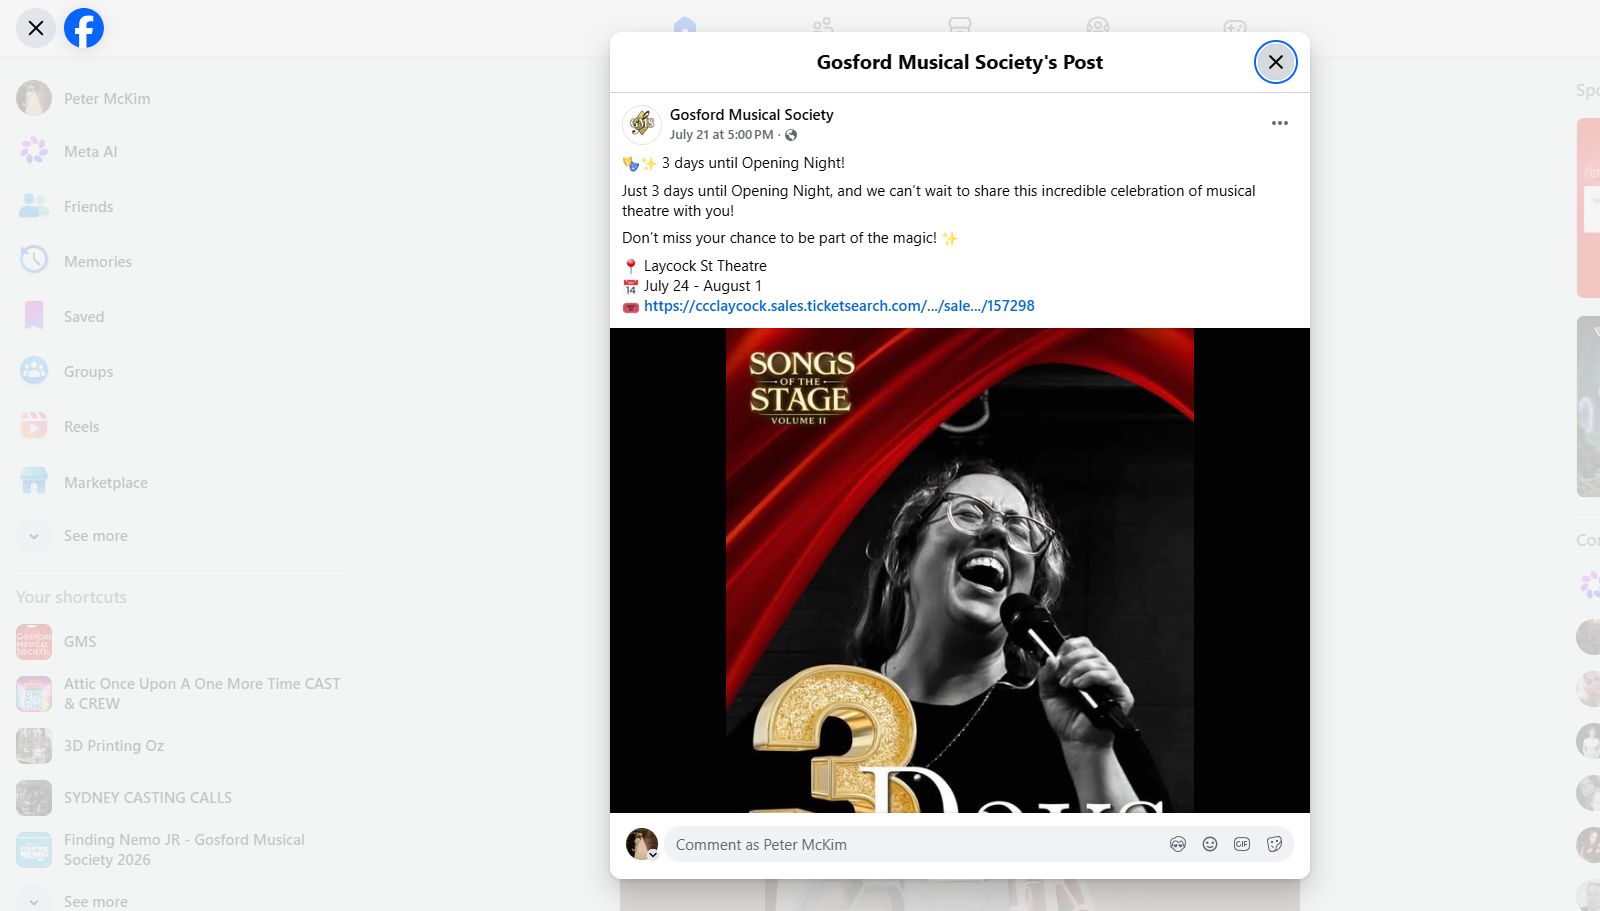 Gosford Musical Society's Post
Gosford Musical Society
July 21 at 5:00 PM ·
3 days until Opening Night!
Just 3 days until Opening Night, and we can't wait to share this incredible celebration of musical
theatre with you!
Don't miss your chance to be part of the magic! ✨
📍 Laycock St Theatre
July 24 - August 1
https://ccclaycock.sales.ticketsearch.com/.../sale.../157298
SONGS
OF THE
STAGE
VOLUME II
3
DAYS
Comment as Peter McKim
GIF
Peter McKim
Meta AI
Friends
Memories
Saved
Groups
Reels
Marketplace
See more
Your shortcuts
GMS
Attic Once Upon A One More Time CAST
& CREW
3D Printing Oz
SYDNEY CASTING CALLS
Finding Nemo JR - Gosford Musical
Society 2026
See more
Spo
Con